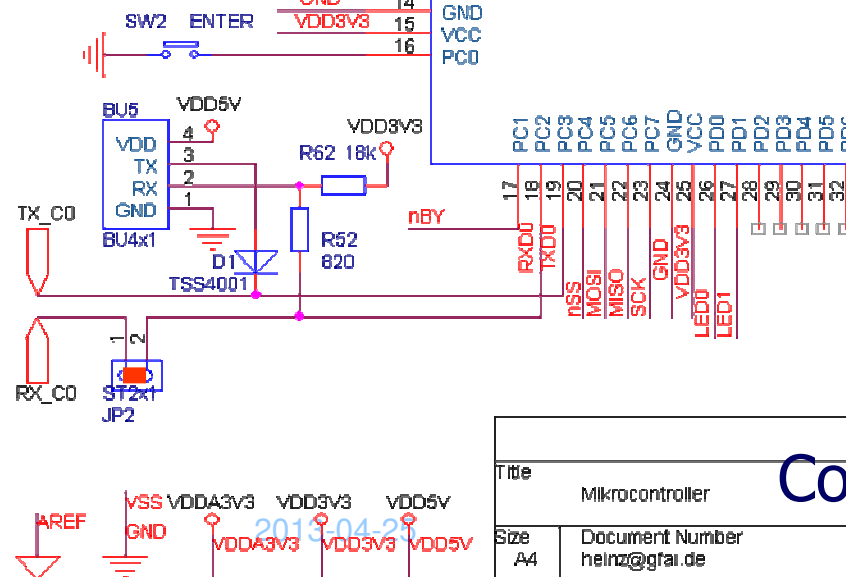 GND
VDD3V3
14
15
16
GND
VCC
PC0
SW2 ENTER
BU5
VDD5V
VDD
TX
RX
GND
4
3
2
1
BU4x1
VDD3V3
R62 18K
R52
820
D1
TSS4001
TX_C0
RX_C0
1
2
ST2x1
JP2
nBY
PC1
PC2
PC3
PC4
PC5
PC6
PC7
GND
VCC
PD0
PD1
PD2
PD3
PD4
PD5
17
18
19
20
21
22
23
24
25
26
27
28
29
30
31
32
RXD0
TXD0
nSS
MOSI
MISO
SCK
GND
VDD3V3
LED0
LED1
AREF
VSS
GND
VDDA3V3
VDD3V3
VDD5V
2013-04-25
VDDA3V3
VDD3V3
VDD5V
Title
Mikrocontroller
Co
Size
A4
Document Number
heinz@gfai.de